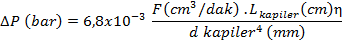 ΔP (bar) = 6,8x10⁻³ F(cm³/dak) .L_kapiler(cm)η / d kapiler⁴ (mm)